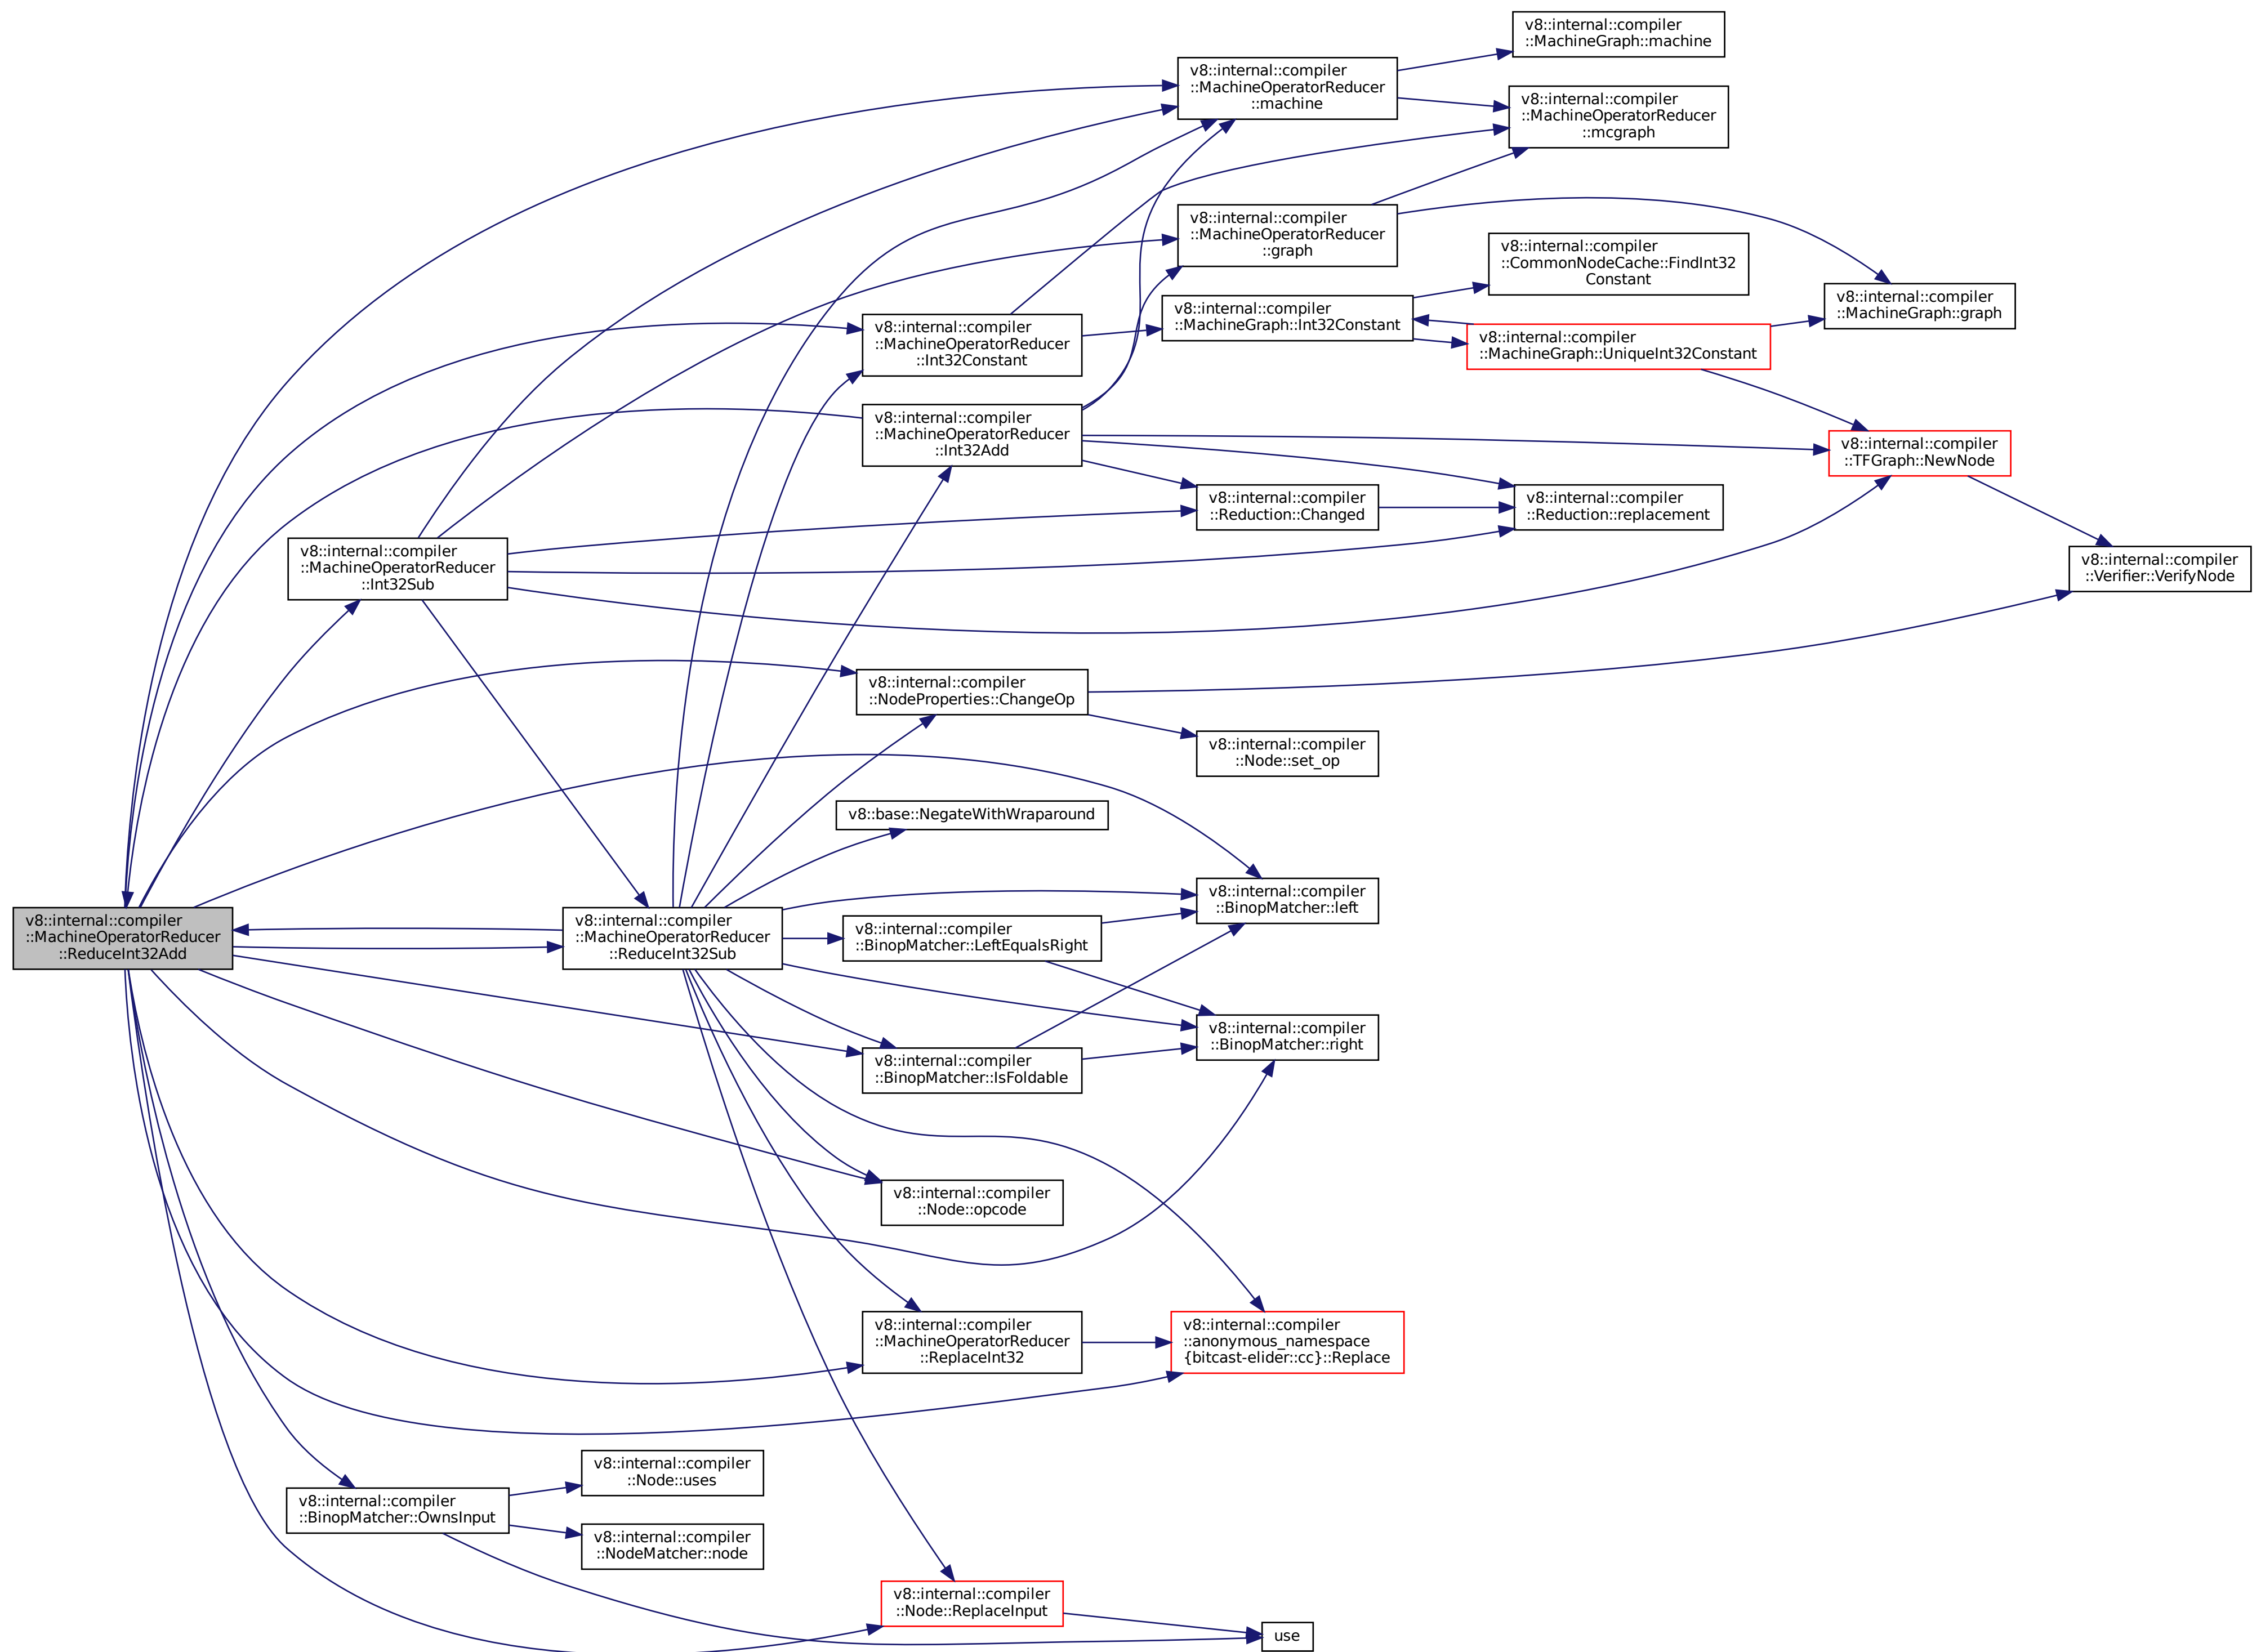 v8::internal::compiler
::MachineGraph::machine
v8::internal::compiler
::MachineOperatorReducer
::machine
v8::internal::compiler
::MachineOperatorReducer
::mcgraph
v8::internal::compiler
::MachineOperatorReducer
::graph
v8::internal::compiler
::CommonNodeCache::FindInt32
Constant
v8::internal::compiler
::MachineGraph::graph
v8::internal::compiler
::MachineGraph::Int32Constant
v8::internal::compiler
::MachineOperatorReducer
::Int32Constant
v8::internal::compiler
::MachineGraph::UniqueInt32Constant
v8::internal::compiler
::MachineOperatorReducer
::Int32Add
v8::internal::compiler
::TFGraph::NewNode
v8::internal::compiler
::Reduction::Changed
v8::internal::compiler
::Reduction::replacement
v8::internal::compiler
::MachineOperatorReducer
::Int32Sub
v8::internal::compiler
::Verifier::VerifyNode
v8::internal::compiler
::NodeProperties::ChangeOp
v8::internal::compiler
::Node::set_op
v8::base::NegateWithWraparound
v8::internal::compiler
::BinopMatcher::left
v8::internal::compiler
::MachineOperatorReducer
::ReduceInt32Add
v8::internal::compiler
::MachineOperatorReducer
::ReduceInt32Sub
v8::internal::compiler
::BinopMatcher::LeftEqualsRight
v8::internal::compiler
::BinopMatcher::right
v8::internal::compiler
::BinopMatcher::IsFoldable
v8::internal::compiler
::Node::opcode
v8::internal::compiler
::MachineOperatorReducer
::ReplaceInt32
v8::internal::compiler
::anonymous_namespace
{bitcast-elider::cc}::Replace
v8::internal::compiler
::Node::uses
v8::internal::compiler
::BinopMatcher::OwnsInput
v8::internal::compiler
::NodeMatcher::node
v8::internal::compiler
::Node::ReplaceInput
use